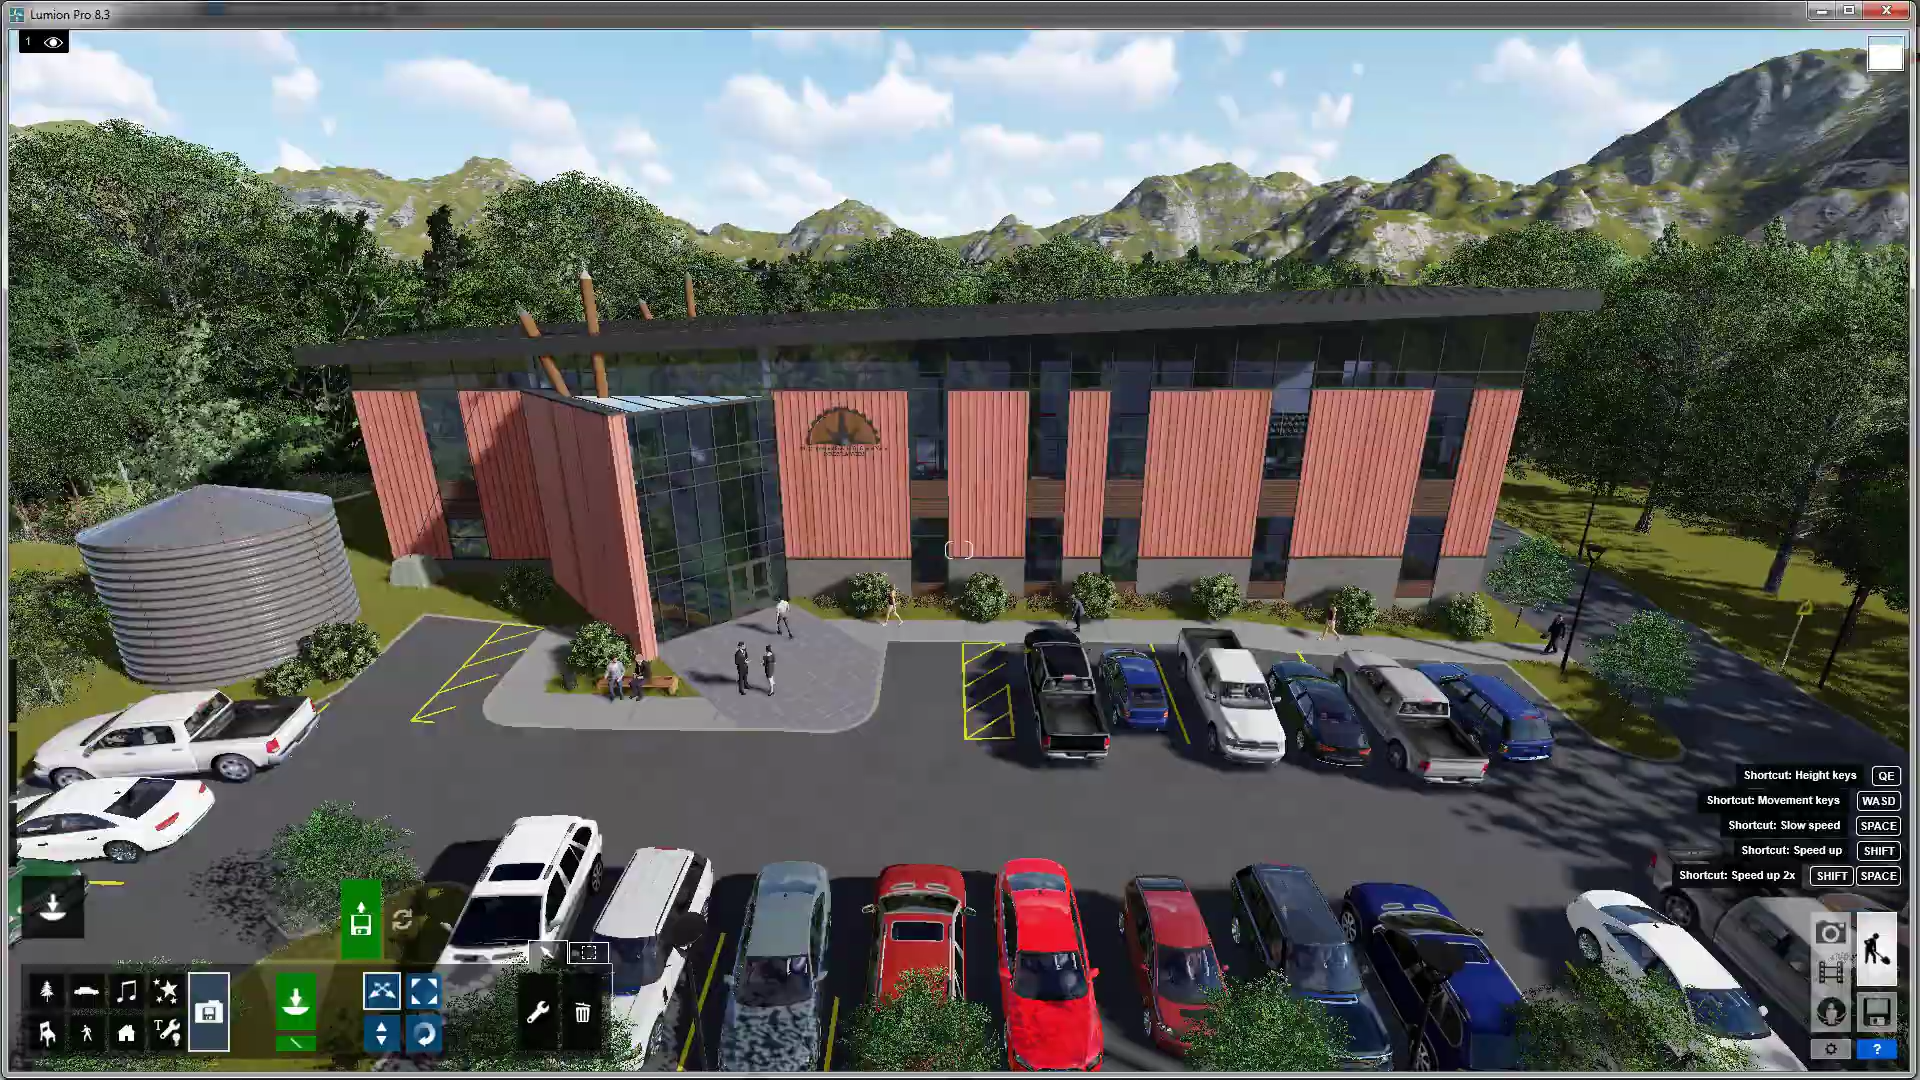 Lumion Pro 8.3
1
Shortcut: Height keys QE
Shortcut: Movement keys WASD
Shortcut: Slow speed SPACE
Shortcut: Speed up SHIFT
Shortcut: Speed up 2x SHIFT SPACE
T
?